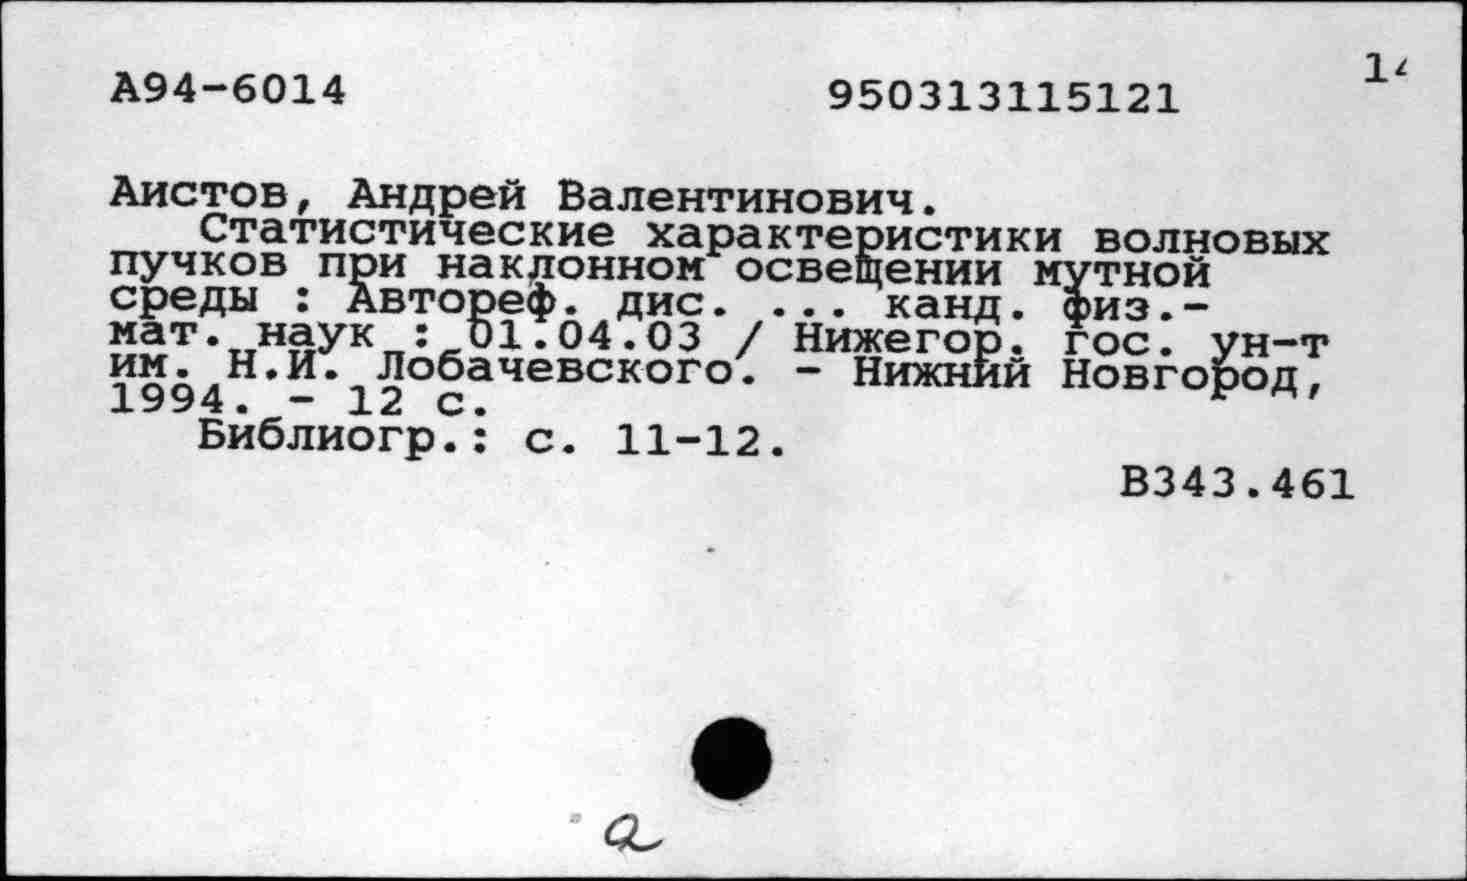 А94-6014
950313115121
Аистов, Андрей Валентинович.
Статистические характеристики волновых
пучков при наклонном освещении мутной
среды : Автореф. дис. ... канд. физ.-
мат. наук : 01.04.03 / Нижегор. гос. ун-т
им. Н.И. Лобачевского. - Нижний Новгород,
1994. - 12 с.
Библиогр.: с. 11-12.
В343.461
а